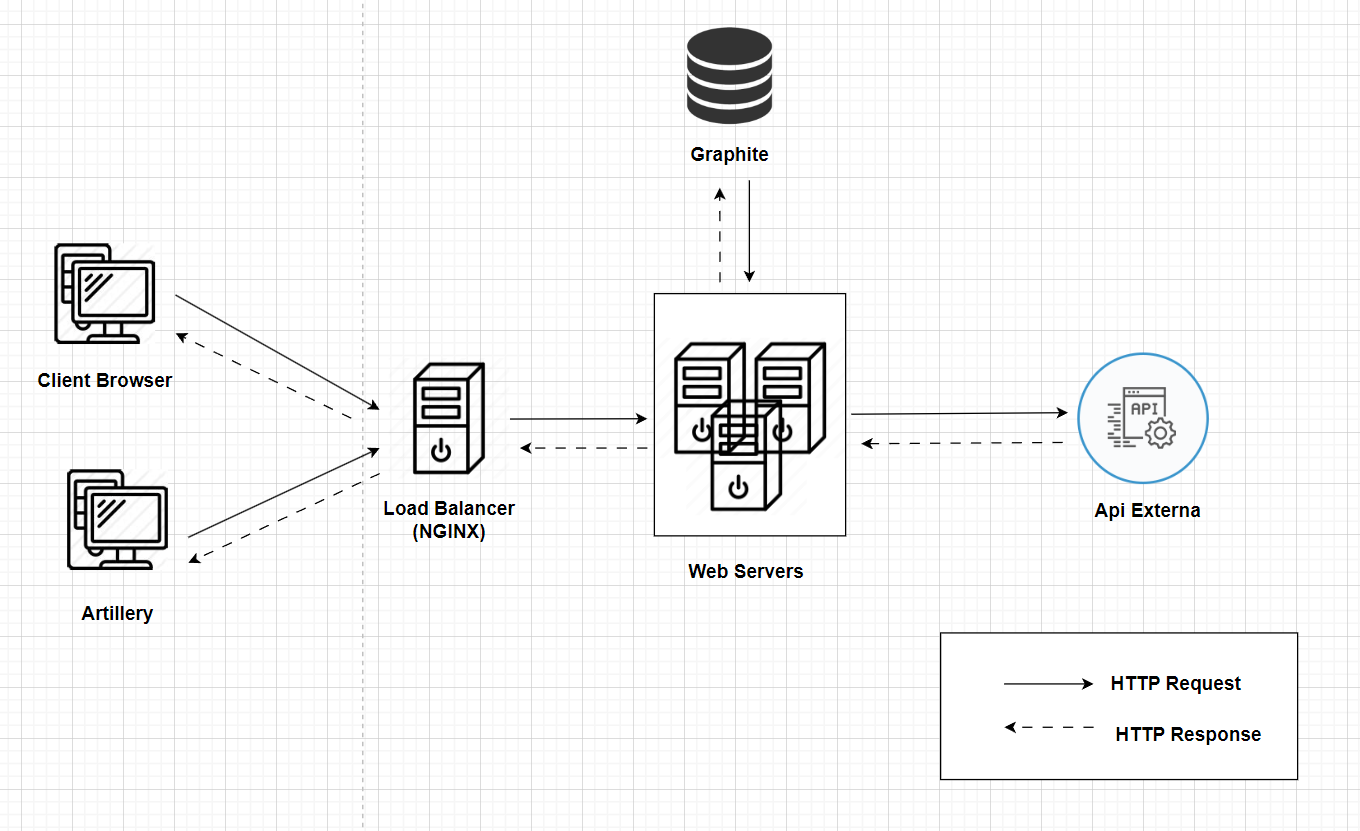 Graphite
Client Browser
API
Load Balancer
(NGINX)
Api Externa
Web Servers
Artillery
HTTP Request
HTTP Response